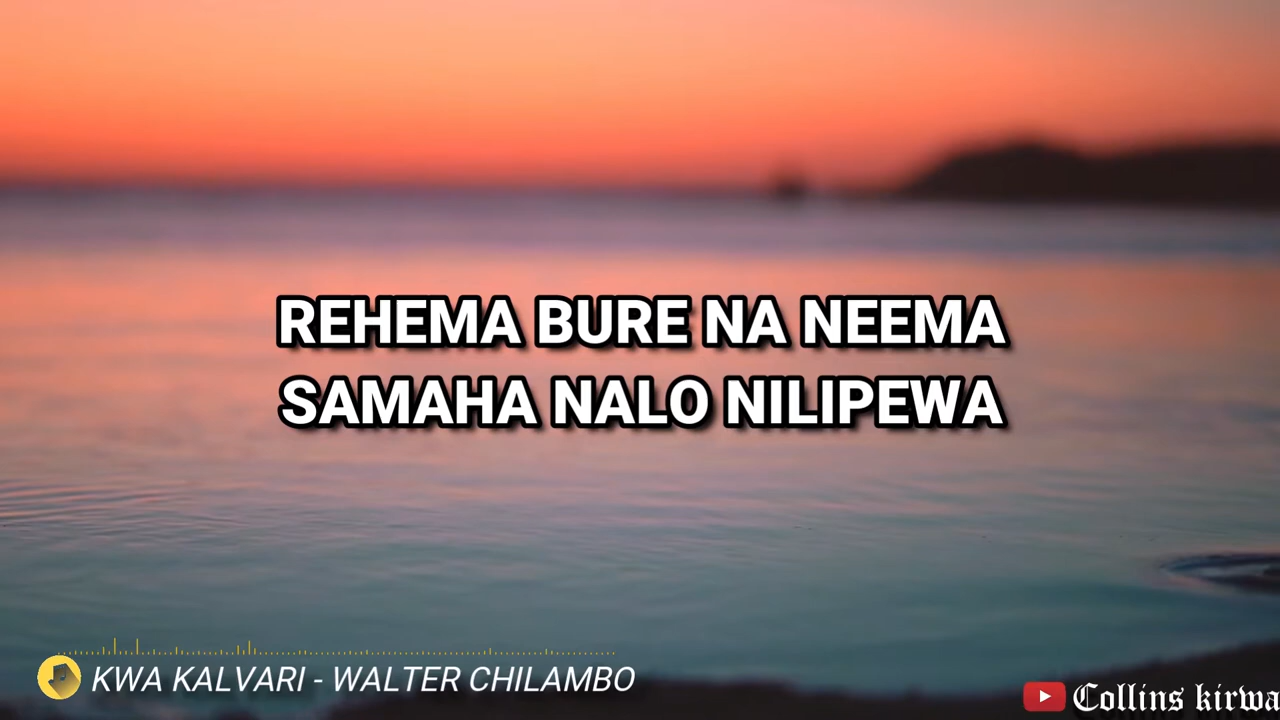 REHEMA BURE NA NEEMA
SAMAHA NALO NILIPEWA
KWA KALVARI - WALTER CHILAMBO
Collins kirwa